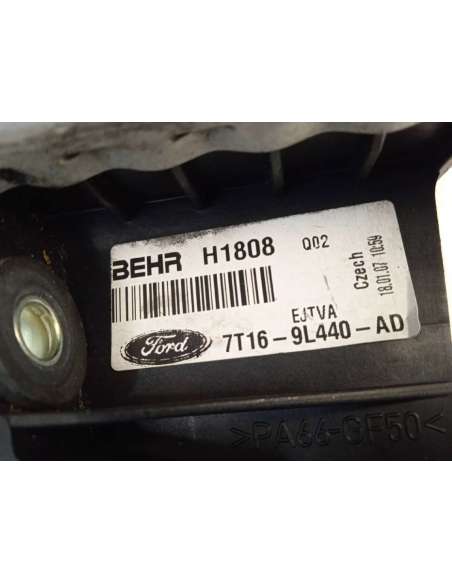 BEHR H1808 Q02
Czech
18.01.07 10:59
EJTVA
Ford 7T16-9L440-AD
>PA66-GF50<